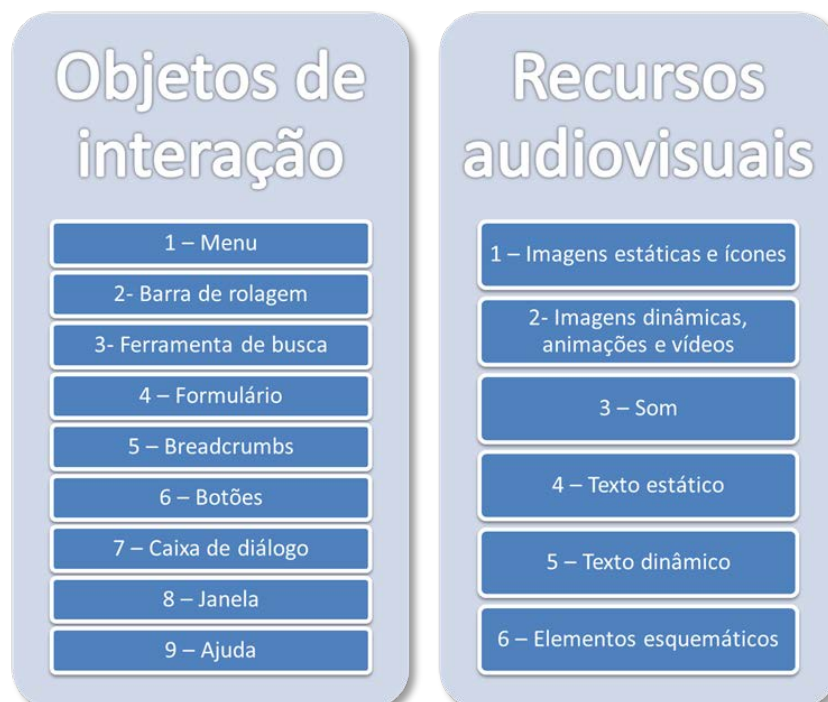 Objetos de
interação
1 – Menu
2- Barra de rolagem
3- Ferramenta de busca
4 – Formulário
5 – Breadcrumbs
6 – Botões
7 – Caixa de diálogo
8 – Janela
9 – Ajuda
Recursos
audiovisuais
1 – Imagens estáticas e ícones
2- Imagens dinâmicas,
animações e vídeos
3 – Som
4 – Texto estático
5 – Texto dinâmico
6 – Elementos esquemáticos